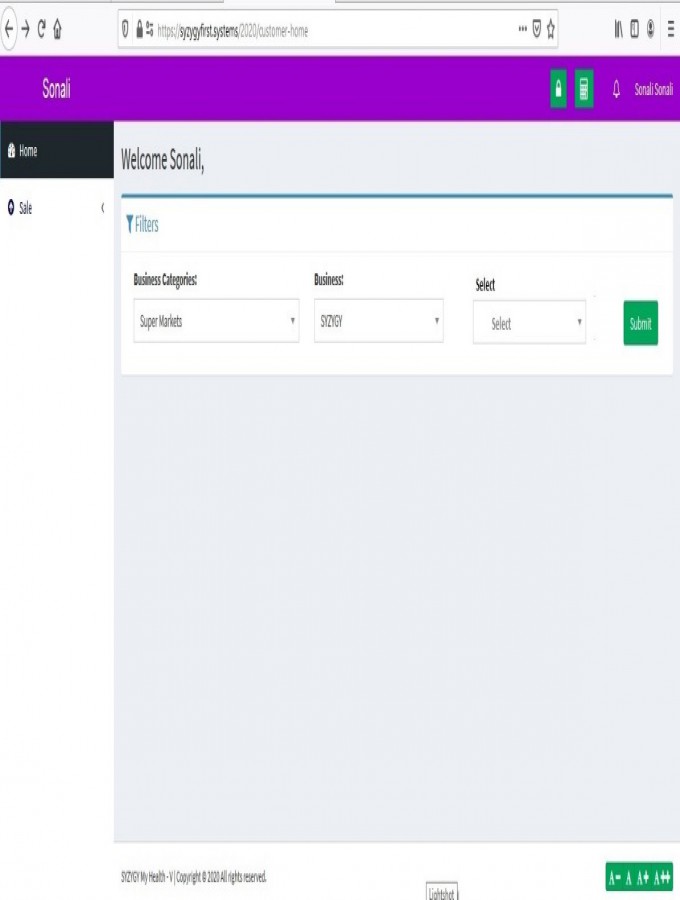 https://syzygyfirst.systems/2020/customer-home
Sonali
Sonali Sonali
Home
Sale
Welcome Sonali,
Filters
Business Categories:
Business:
Select
Super Markets
SYZYGY
Select
Submit
SYZYGY My Health - V | Copyright © 2020 All rights reserved.
A- A A+ A++
Lightshot